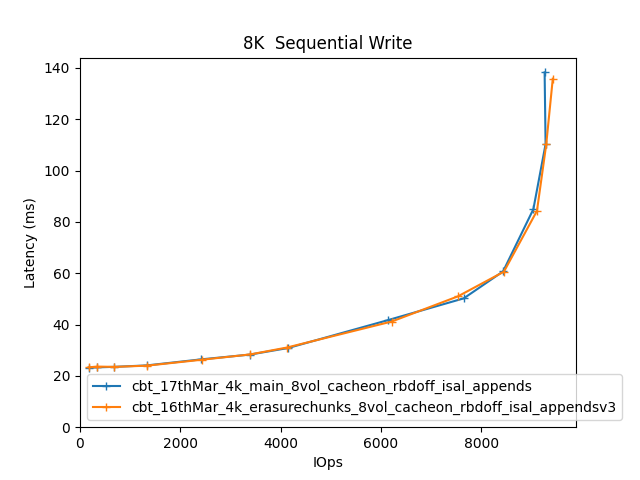 8K  Sequential Write
Latency (ms)
140
120
100
80
60
40
20
0
cbt_17thMar_4k_main_8vol_cacheon_rbdoff_isal_appends
cbt_16thMar_4k_erasurechunks_8vol_cacheon_rbdoff_isal_appendsv3
0 2000 4000 6000 8000
IOps